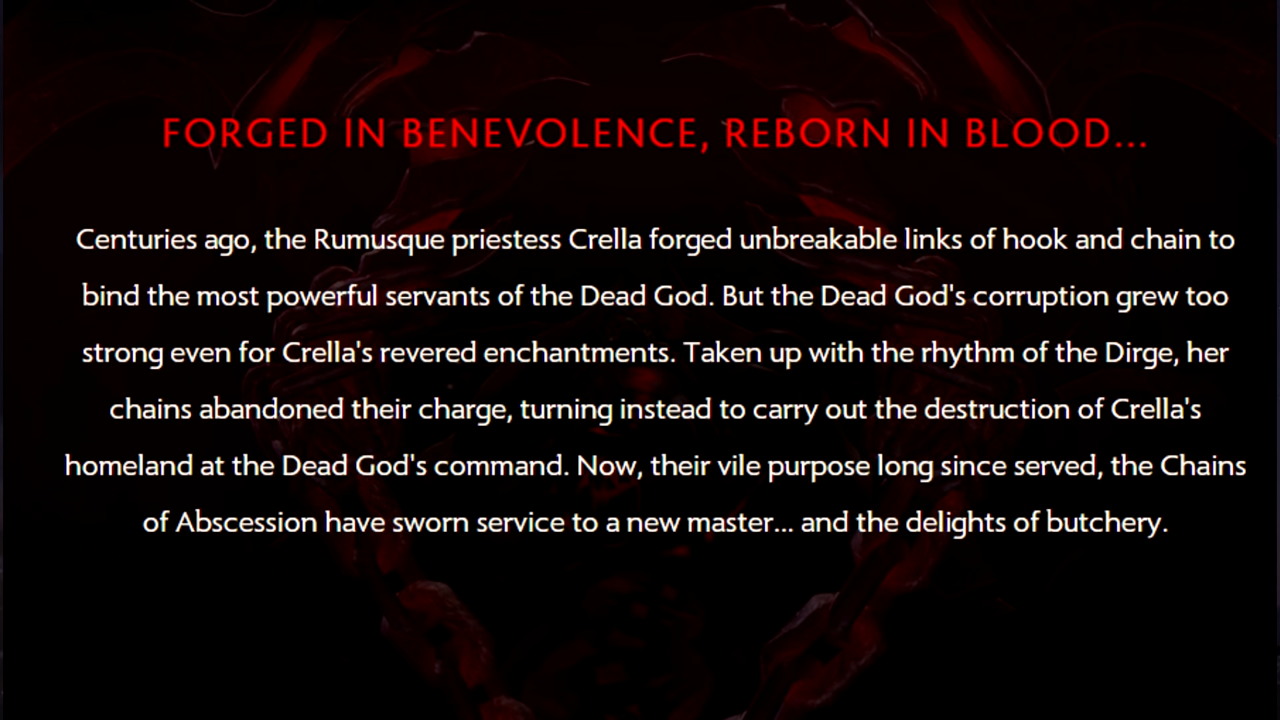 FORGED IN BENEVOLENCE, REBORN IN BLOOD...
Centuries ago, the Rumusque priestess Crella forged unbreakable links of hook and chain to
bind the most powerful servants of the Dead God. But the Dead God's corruption grew too
strong even for Crella's revered enchantments. Taken up with the rhythm of the Dirge, her
chains abandoned their charge, turning instead to carry out the destruction of Crella's
homeland at the Dead God's command. Now, their vile purpose long since served, the Chains
of Abscession have sworn service to a new master... and the delights of butchery.